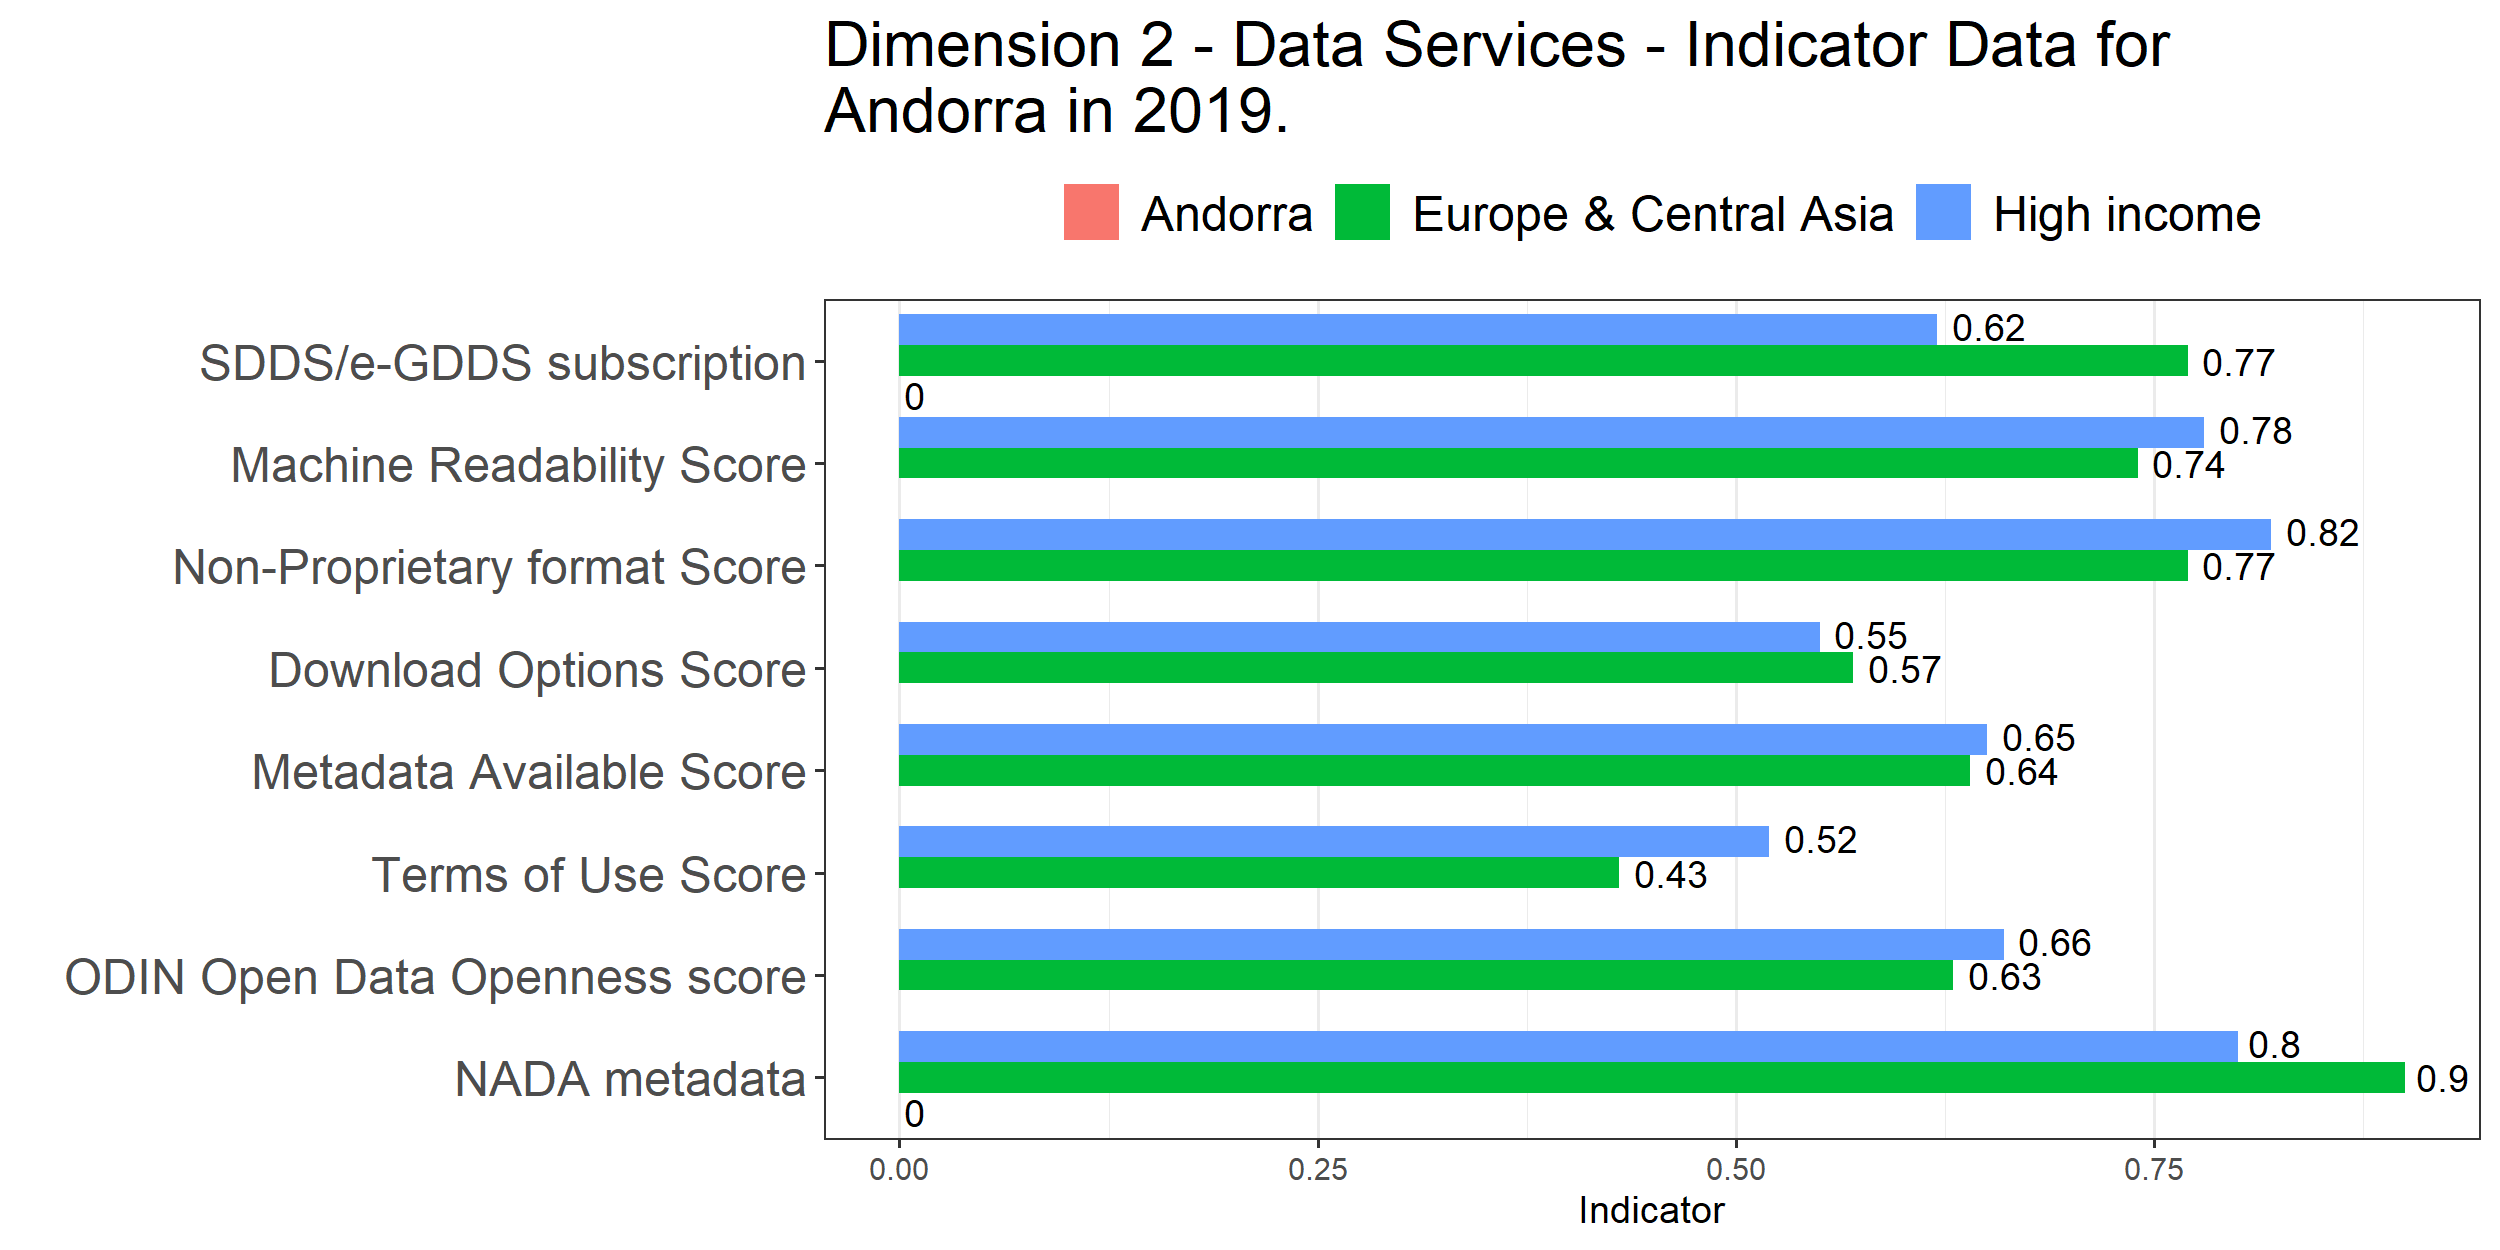 Dimension 2 - Data Services - Indicator Data for
Andorra in 2019.
Andorra
Europe & Central Asia
High income
SDDS/e-GDDS subscription
0.62
0.77
0
Machine Readability Score
0.78
0.74
Non-Proprietary format Score
0.82
0.77
Download Options Score
0.55
0.57
Metadata Available Score
0.65
0.64
Terms of Use Score
0.52
0.43
ODIN Open Data Openness score
0.66
0.63
NADA metadata
0.8
0.9
0
0.00
0.25
0.50
0.75
Indicator